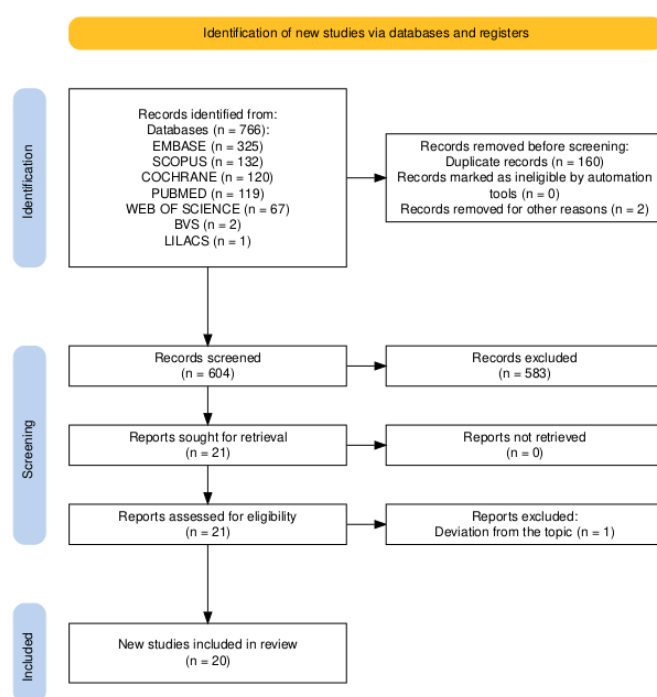 Identification of new studies via databases and registers
Identification
Records identified from:
Databases (n = 766):
EMBASE (n = 325)
SCOPUS (n = 132)
COCHRANE (n = 120)
PUBMED (n = 119)
WEB OF SCIENCE (n = 67)
BVS (n = 2)
LILACS (n = 1)
Records removed before screening:
Duplicate records (n = 160)
Records marked as ineligible by automation
tools (n = 0)
Records removed for other reasons (n = 2)
Screening
Records screened
(n = 604)
Records excluded
(n = 583)
Reports sought for retrieval
(n = 21)
Reports not retrieved
(n = 0)
Reports assessed for eligibility
(n = 21)
Reports excluded:
Deviation from the topic (n = 1)
Included
New studies included in review
(n = 20)